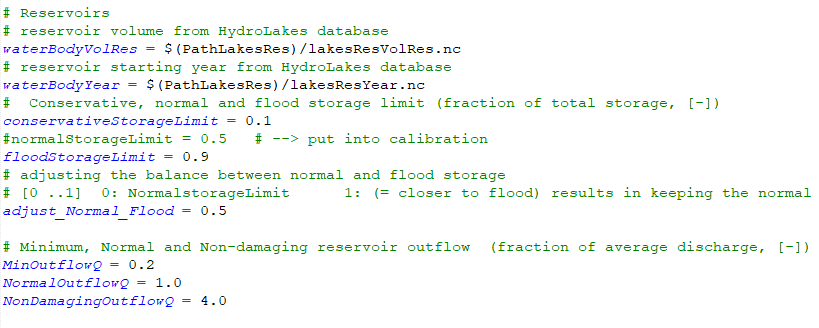 # Reservoirs
# reservoir volume from HydroLakes database
waterBodyVolRes = $(PathLakesRes)/lakesResVolRes.nc
# reservoir starting year from HydroLakes database
waterBodyYear = $(PathLakesRes)/lakesResYear.nc
#  Conservative, normal and flood storage limit (fraction of total storage, [-])
conservativeStorageLimit = 0.1
#normalStorageLimit = 0.5   # --> put into calibration
floodStorageLimit = 0.9
# adjusting the balance between normal and flood storage
# [0 ..1]  0: NormalstorageLimit      1: (= closer to flood) results in keeping the normal
adjust_Normal_Flood = 0.5
# Minimum, Normal and Non-damaging reservoir outflow  (fraction of average discharge, [-])
MinOutflowQ = 0.2
NormalOutflowQ = 1.0
NonDamagingOutflowQ = 4.0